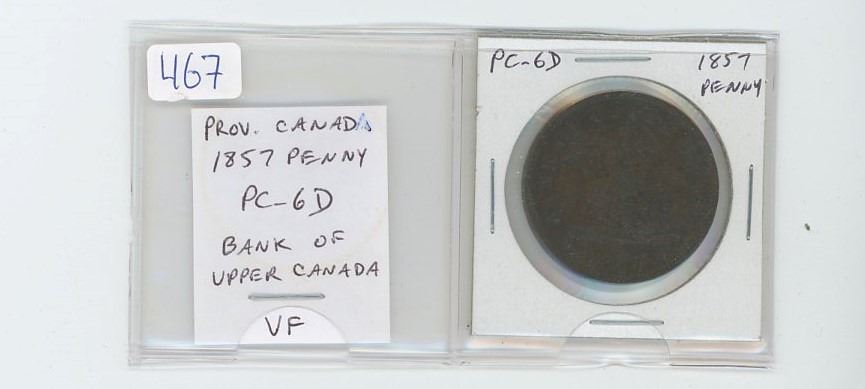 467
PROV. CANADA
1857 PENNY
PC-6D
BANK OF
UPPER CANADA
VF
PC-6D
1857
PENNY